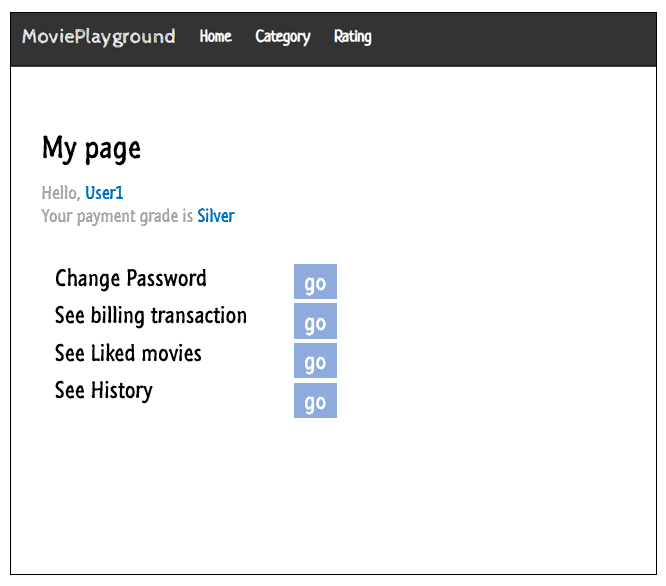 MoviePlayground Home Category Rating
My page
Hello, User1
Your payment grade is Silver
Change Password go
See billing transaction go
See Liked movies go
See History go